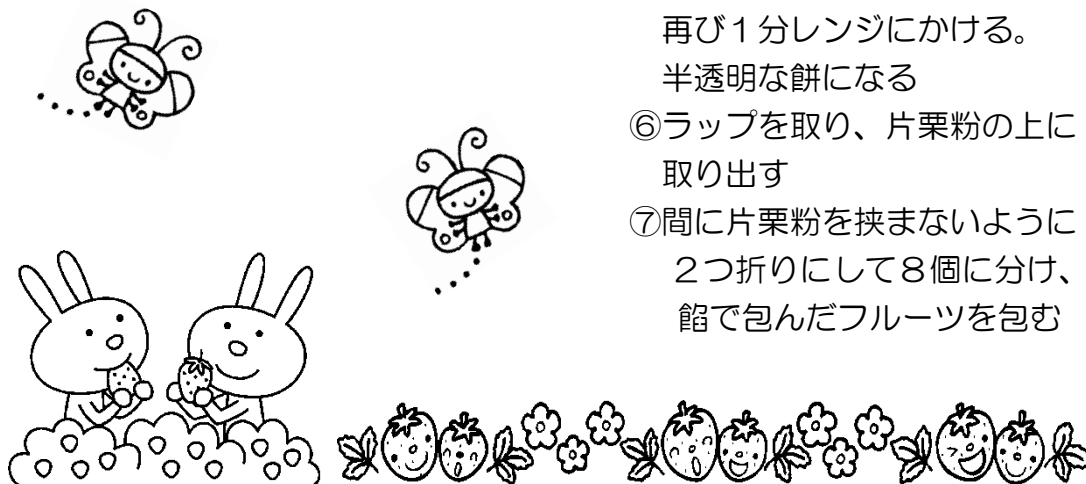 再び１分レンジにかける。
半透明な餅になる
⑥ラップを取り、片栗粉の上に
取り出す
⑦間に片栗粉を挟まないように
２つ折りにして８個に分け、
餡で包んだフルーツを包む